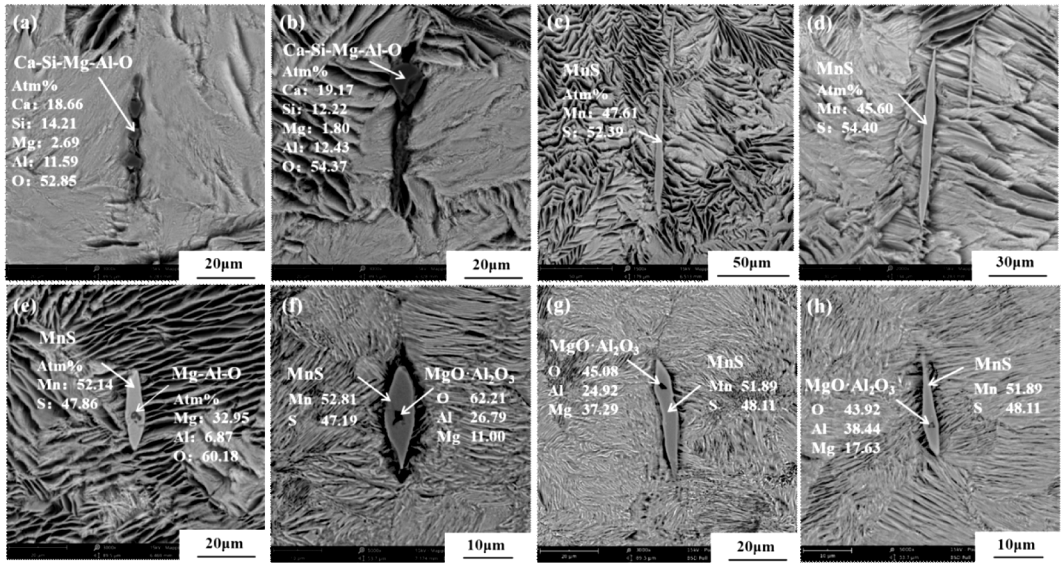 (a)
Ca-Si-Mg-Al-O
Atm%
Ca：18.66
Si：14.21
Mg：2.69
Al：11.59
O：52.85
20μm
(b)
Ca-Si-Mg-Al-O
Atm%
Ca：19.17
Si：12.22
Mg：1.80
Al：12.43
O：54.37
20μm
(c)
MnS
Atm%
Mn：47.61
S：52.39
50μm
(d)
MnS
Atm%
Mn：45.60
S：54.40
30μm
(e)
MnS
Atm%
Mn：52.14
S：47.86
Mg-Al-O
Atm%
Mg：32.95
Al：6.87
O：60.18
20μm
(f)
MnS
Mn 52.81
S 47.19
MgO·Al₂O₃
O 62.21
Al 26.79
Mg 11.00
10μm
(g)
MgO·Al₂O₃
O 45.08
Al 24.92
Mg 37.29
MnS
Mn 51.89
S 48.11
20μm
(h)
MnS
Mn 51.89
S 48.11
MgO·Al₂O₃
O 43.92
Al 38.44
Mg 17.63
10μm